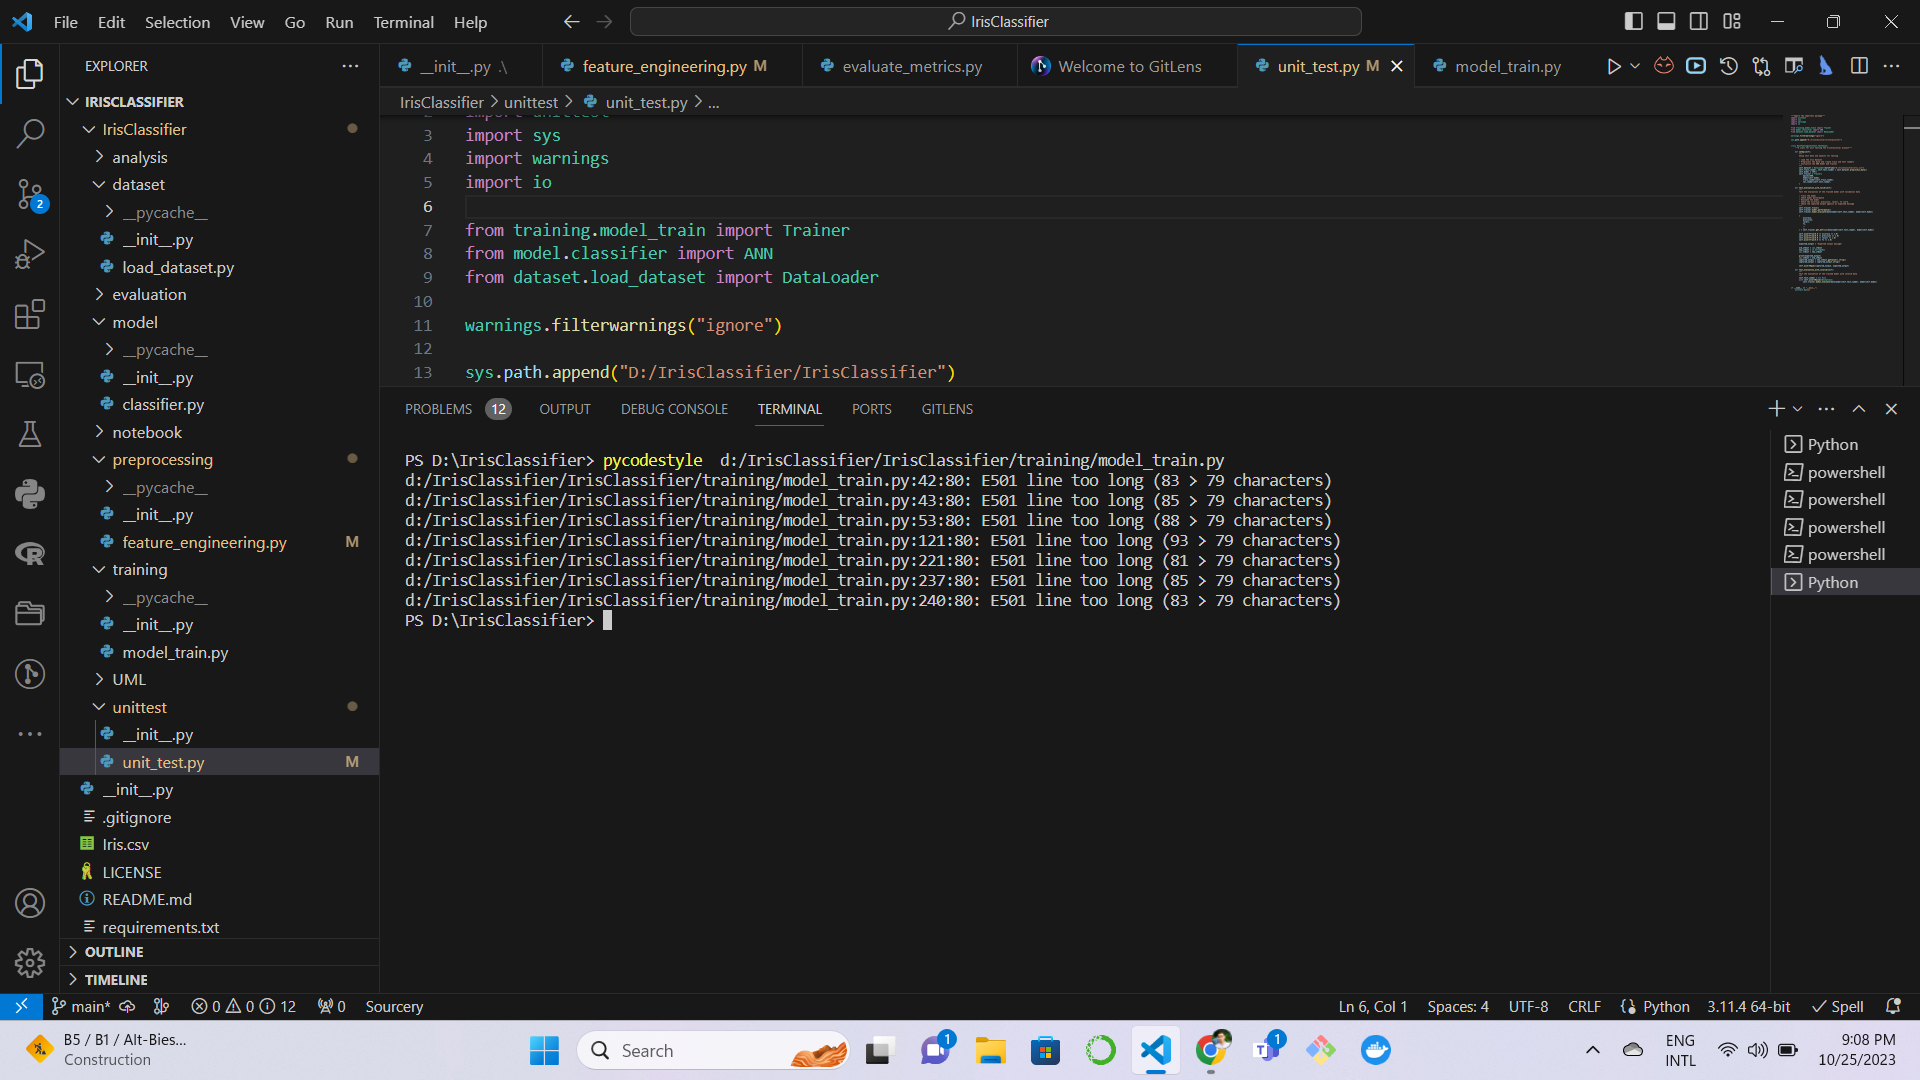 File Edit Selection View Go Run Terminal Help
IrisClassifier
EXPLORER
IRISCLASSIFIER
IrisClassifier
analysis
dataset
__pycache__
__init__.py
load_dataset.py
evaluation
model
__pycache__
__init__.py
classifier.py
notebook
preprocessing
__pycache__
__init__.py
feature_engineering.py M
training
__pycache__
__init__.py
model_train.py
UML
unittest
__init__.py
unit_test.py M
__init__.py
.gitignore
Iris.csv
LICENSE
README.md
requirements.txt
OUTLINE
TIMELINE
2
__init__.py .\ feature_engineering.py M evaluate_metrics.py Welcome to GitLens unit_test.py M model_train.py
IrisClassifier > unittest > unit_test.py > ...
2 import unittest
3 import sys
4 import warnings
5 import io
6
7 from training.model_train import Trainer
8 from model.classifier import ANN
9 from dataset.load_dataset import DataLoader
10
11 warnings.filterwarnings("ignore")
12
13 sys.path.append("D:/IrisClassifier/IrisClassifier")
PROBLEMS 12 OUTPUT DEBUG CONSOLE TERMINAL PORTS GITLENS
PS D:\IrisClassifier> pycodestyle  d:/IrisClassifier/IrisClassifier/training/model_train.py
d:/IrisClassifier/IrisClassifier/training/model_train.py:42:80: E501 line too long (83 > 79 characters)
d:/IrisClassifier/IrisClassifier/training/model_train.py:43:80: E501 line too long (85 > 79 characters)
d:/IrisClassifier/IrisClassifier/training/model_train.py:53:80: E501 line too long (88 > 79 characters)
d:/IrisClassifier/IrisClassifier/training/model_train.py:121:80: E501 line too long (93 > 79 characters)
d:/IrisClassifier/IrisClassifier/training/model_train.py:221:80: E501 line too long (81 > 79 characters)
d:/IrisClassifier/IrisClassifier/training/model_train.py:237:80: E501 line too long (85 > 79 characters)
d:/IrisClassifier/IrisClassifier/training/model_train.py:240:80: E501 line too long (83 > 79 characters)
PS D:\IrisClassifier>
Python
powershell
powershell
powershell
powershell
Python
main* 0 0 12 0 Sourcery
Ln 6, Col 1 Spaces: 4 UTF-8 CRLF Python 3.11.4 64-bit Spell
B5 / B1 / Alt-Bies...
Construction
Search
1
1
ENG
INTL
9:08 PM
10/25/2023